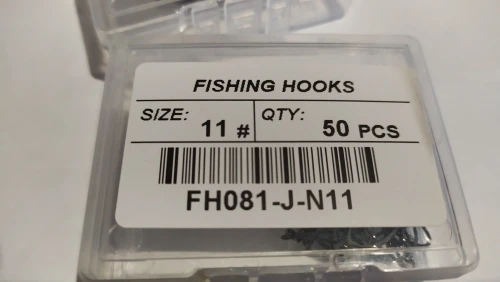 FISHING HOOKS
SIZE: 11 # QTY: 50 PCS
FH081-J-N11